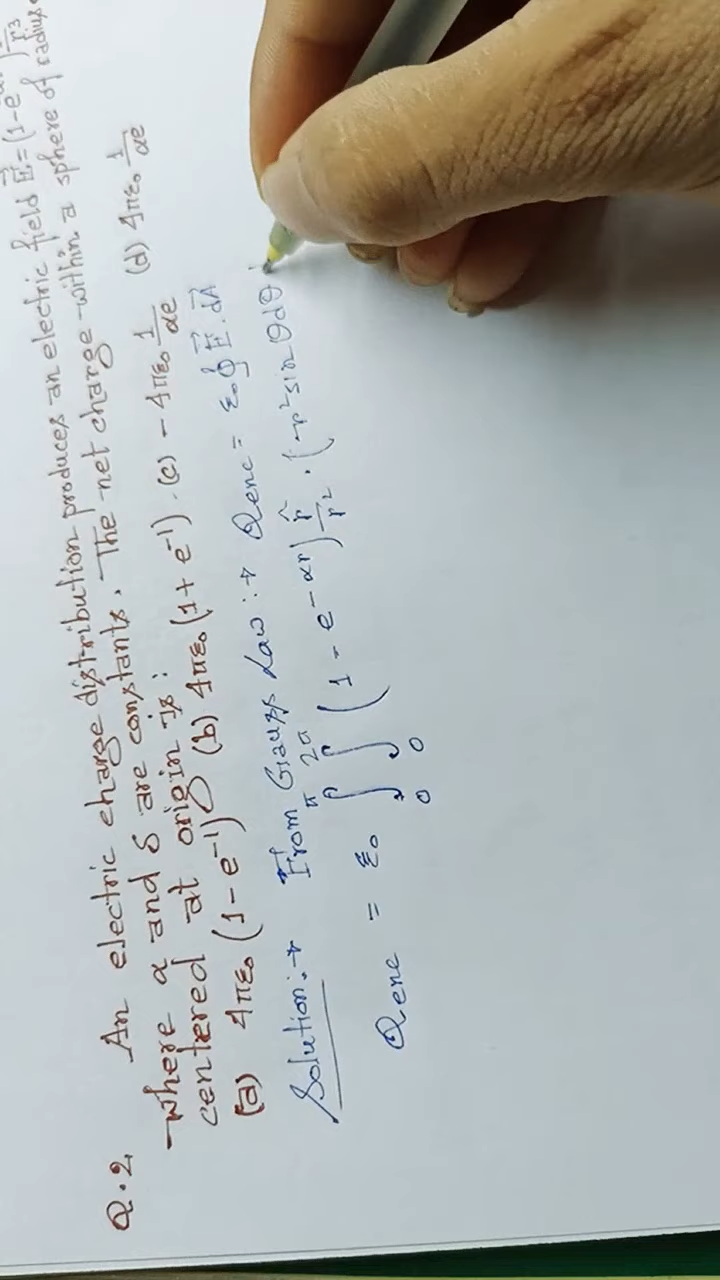 Q.2 An electric charge distribution produces an electric field E⃗ = (1-e
where α and δ are constants. The net charge within a sphere of radius
centered at origin is:
(a) 4πε₀(1-e⁻¹) (b) 4πε₀(1+e⁻¹). (c) -4πε₀ 1/αe (d) 4πε₀ 1/αe
Solution:→ From Gauss Law:→ Qenc = ε₀∮E⃗.dA⃗
Qenc = ε₀ ∫₀^π ∫₀^2π (1 - e^-αr) r̂/r² . (r² sinθdθ